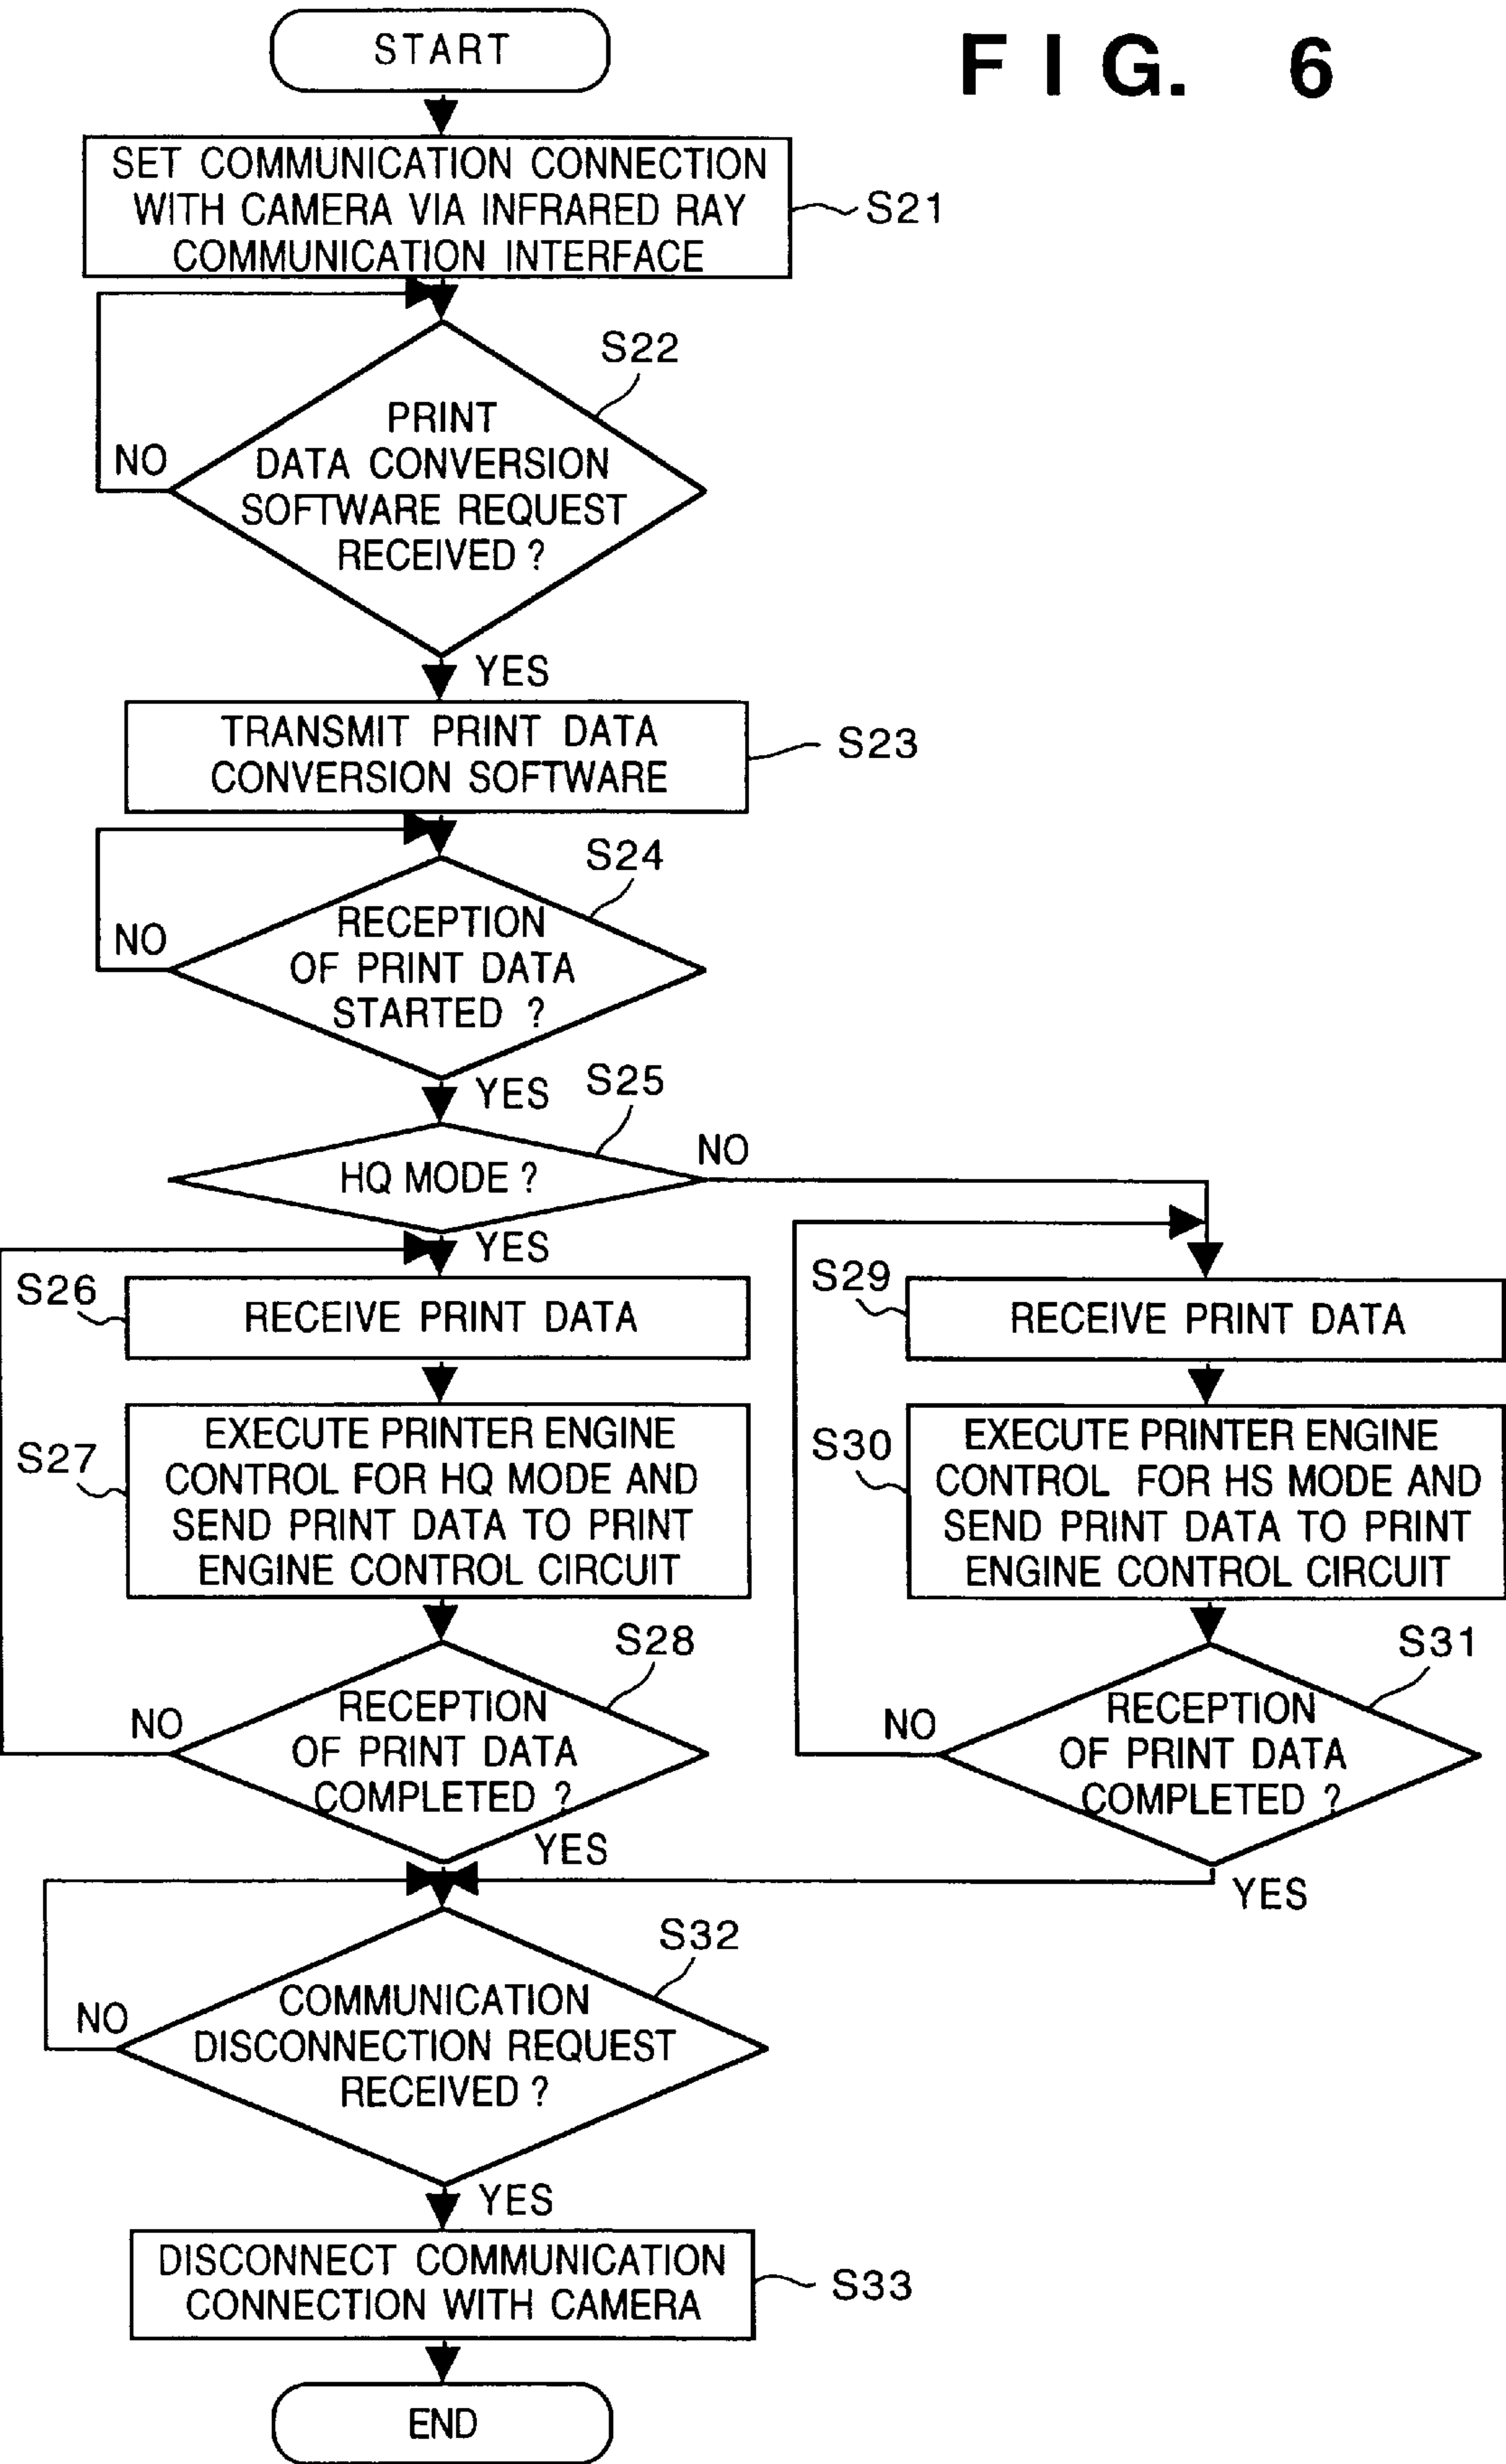 START
FIG. 6
SET COMMUNICATION CONNECTION
WITH CAMERA VIA INFRARED RAY
COMMUNICATION INTERFACE
S21
S22
PRINT
DATA CONVERSION
SOFTWARE REQUEST
RECEIVED ?
NO
YES
TRANSMIT PRINT DATA
CONVERSION SOFTWARE
S23
S24
RECEPTION
OF PRINT DATA
STARTED ?
NO
YES
S25
HQ MODE ?
NO
YES
S26
RECEIVE PRINT DATA
S27
EXECUTE PRINTER ENGINE
CONTROL FOR HQ MODE AND
SEND PRINT DATA TO PRINT
ENGINE CONTROL CIRCUIT
S28
RECEPTION
OF PRINT DATA
COMPLETED ?
NO
YES
S29
RECEIVE PRINT DATA
S30
EXECUTE PRINTER ENGINE
CONTROL FOR HS MODE AND
SEND PRINT DATA TO PRINT
ENGINE CONTROL CIRCUIT
S31
RECEPTION
OF PRINT DATA
COMPLETED ?
NO
YES
S32
COMMUNICATION
DISCONNECTION REQUEST
RECEIVED ?
NO
YES
DISCONNECT COMMUNICATION
CONNECTION WITH CAMERA
S33
END